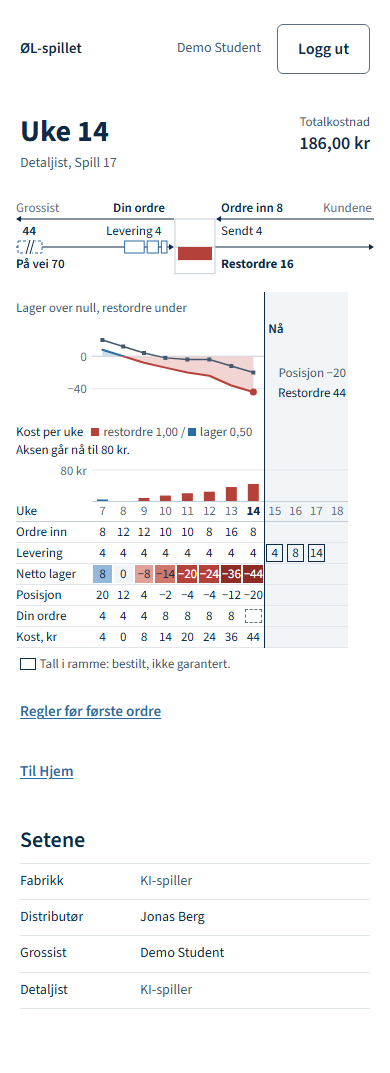 ØL-spillet Demo Student Logg ut
Uke 14 Totalkostnad
186,00 kr
Detaljist, Spill 17
Grossist Din ordre Ordre inn 8 Kundene
44 Levering 4 Sendt 4
På vei 70 Restordre 16
Lager over null, restordre under
Nå
0
Posisjon −20
−40 Restordre 44
Kost per uke restordre 1,00 / lager 0,50
Aksen går nå til 80 kr.
80 kr
Uke 7 8 9 10 11 12 13 14 15 16 17 18
Ordre inn 8 12 12 10 10 8 16 8
Levering 4 4 4 4 4 4 4 4 4 8 14
Netto lager 8 0 −8 −14 −20 −24 −36 −44
Posisjon 20 12 4 −2 −4 −4 −12 −20
Din ordre 4 4 4 8 8 8 8
Kost, kr 4 0 8 14 20 24 36 44
Tall i ramme: bestilt, ikke garantert.
Regler før første ordre
Til Hjem
Setene
Fabrikk KI-spiller
Distributør Jonas Berg
Grossist Demo Student
Detaljist KI-spiller